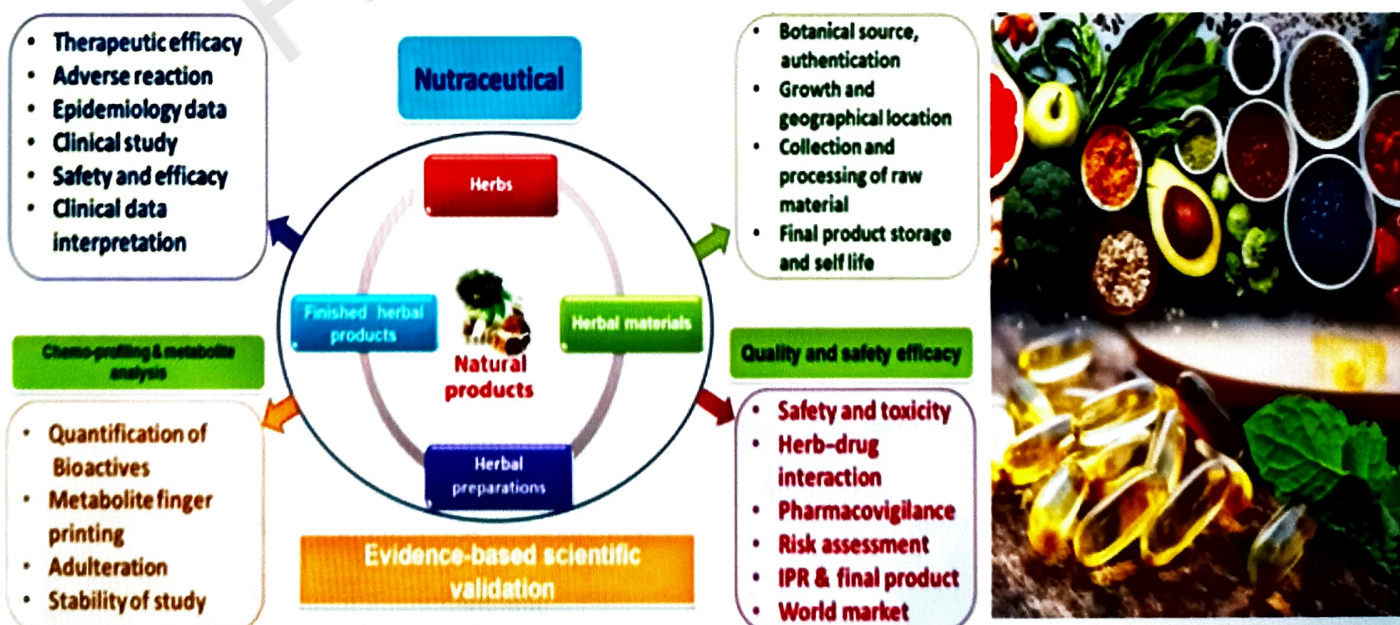 • Therapeutic efficacy
• Adverse reaction
• Epidemiology data
• Clinical study
• Safety and efficacy
• Clinical data
interpretation
Nutraceutical
• Botanical source,
authentication
• Growth and
geographical location
• Collection and
processing of raw
material
• Final product storage
and self life
Herbs
Finished herbal
products
Herbal materials
Natural
products
Herbal
preparations
Chemo-profiling & metabolite
analysis
Quality and safety efficacy
• Quantification of
Bioactives
• Metabolite finger
printing
• Adulteration
• Stability of study
Evidence-based scientific
validation
• Safety and toxicity
• Herb–drug
interaction
• Pharmacovigilance
• Risk assessment
• IPR & final product
• World market